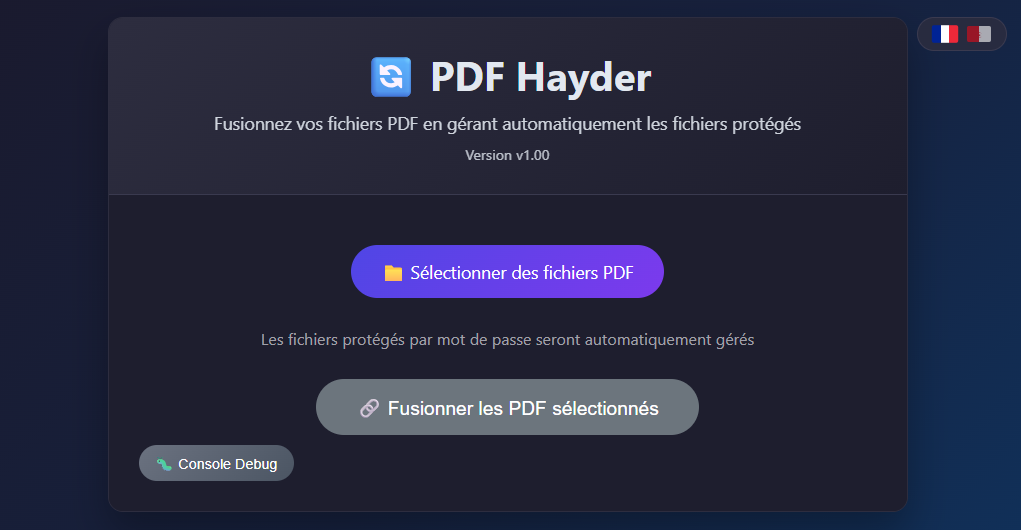 PDF Hayder
Fusionnez vos fichiers PDF en gérant automatiquement les fichiers protégés
Version v1.00
Sélectionner des fichiers PDF
Les fichiers protégés par mot de passe seront automatiquement gérés
Fusionner les PDF sélectionnés
Console Debug